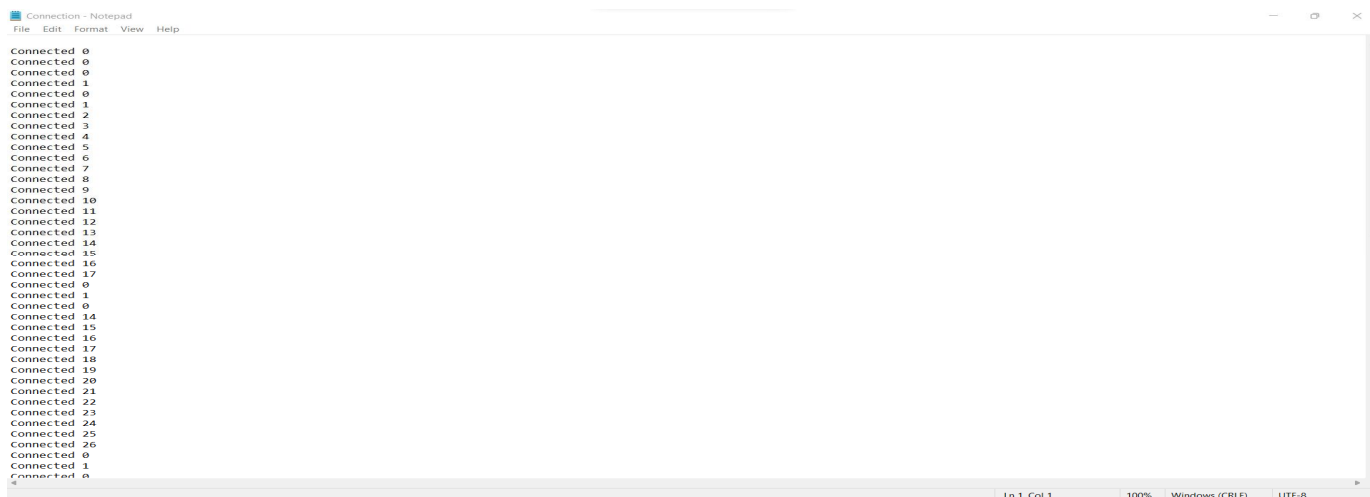 Connection - Notepad
File Edit Format View Help
Connected 0
Connected 0
Connected 0
Connected 1
Connected 0
Connected 1
Connected 2
Connected 3
Connected 4
Connected 5
Connected 6
Connected 7
Connected 8
Connected 9
Connected 10
Connected 11
Connected 12
Connected 13
Connected 14
Connected 15
Connected 16
Connected 17
Connected 0
Connected 1
Connected 0
Connected 14
Connected 15
Connected 16
Connected 17
Connected 18
Connected 19
Connected 20
Connected 21
Connected 22
Connected 23
Connected 24
Connected 25
Connected 26
Connected 0
Connected 1
Connected 0
Ln 1, Col 1 100% Windows (CRLF) UTF-8